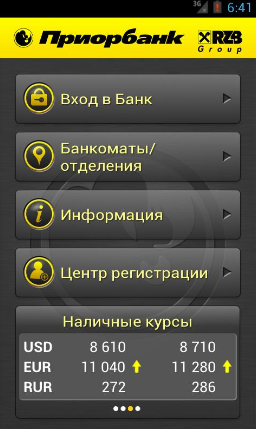 3G 6:41
Приорбанк RZB
Group
Вход в Банк
Банкоматы/
отделения
Информация
Центр регистрации
Наличные курсы
USD 8 610 8 710
EUR 11 040 11 280
RUR 272 286